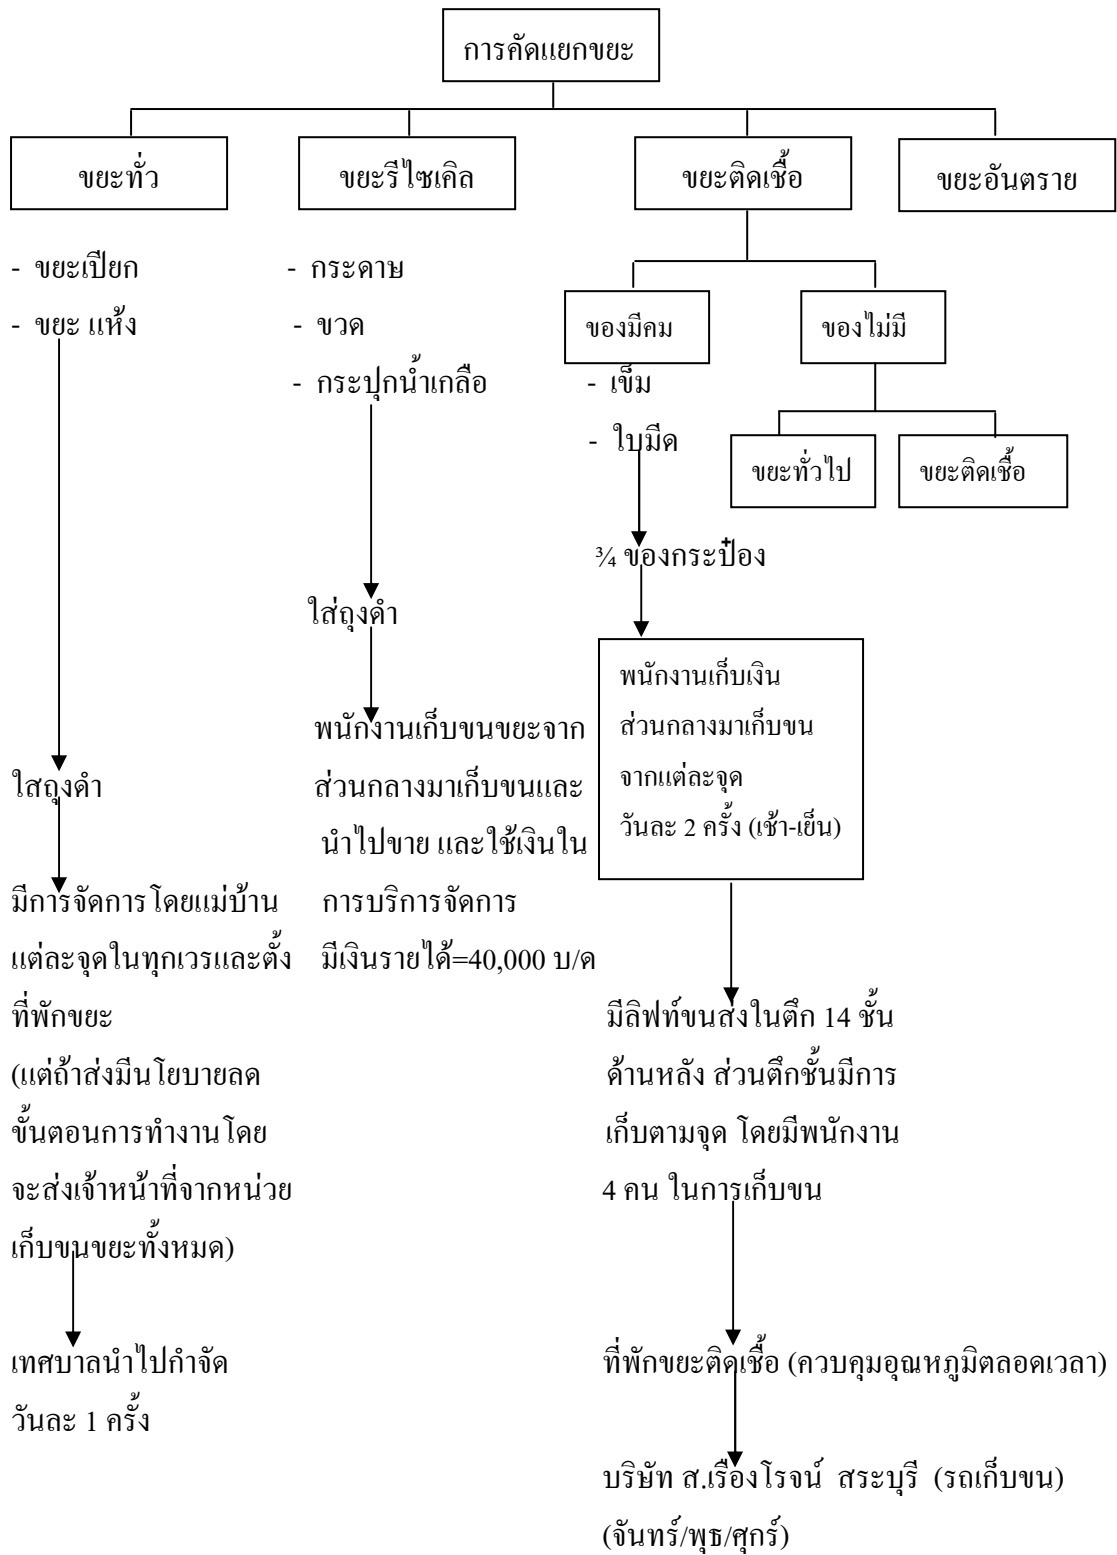 การคัดแยกขยะ
ขยะทั่ว
ขยะรีไซเคิล
ขยะติดเชื้อ
ขยะอันตราย
- ขยะเปียก
- ขยะ แห้ง
- กระดาษ
- ขวด
- กระปุกน้ำเกลือ
ของมีคม
ของไม่มี
- เข็ม
- ใบมีด
ขยะทั่วไป
ขยะติดเชื้อ
¾ ของกระป๋อง
ใส่ถุงดำ
พนักงานเก็บขนขยะจาก
ส่วนกลางมาเก็บขนและ
นำไปขาย และใช้เงินใน
การบริการจัดการ
มีเงินรายได้=40,000 บ/ด
พนักงานเก็บเงิน
ส่วนกลางมาเก็บขน
จากแต่ละจุด
วันละ 2 ครั้ง (เช้า-เย็น)
ใสถุงดำ
มีการจัดการโดยแม่บ้าน
แต่ละจุดในทุกเวรและตั้ง
ที่พักขยะ
(แต่ถ้าส่งมีนโยบายลด
ขั้นตอนการทำงานโดย
จะส่งเจ้าหน้าที่จากหน่วย
เก็บขนขยะทั้งหมด)
เทศบาลนำไปกำจัด
วันละ 1 ครั้ง
มีลิฟท์ขนส่งในตึก 14 ชั้น
ด้านหลัง ส่วนตึกชั้นมีการ
เก็บตามจุด โดยมีพนักงาน
4 คน ในการเก็บขน
ที่พักขยะติดเชื้อ (ควบคุมอุณหภูมิตลอดเวลา)
บริษัท ส.เรืองโรจน์ สระบุรี (รถเก็บขน)
(จันทร์/พุธ/ศุกร์)